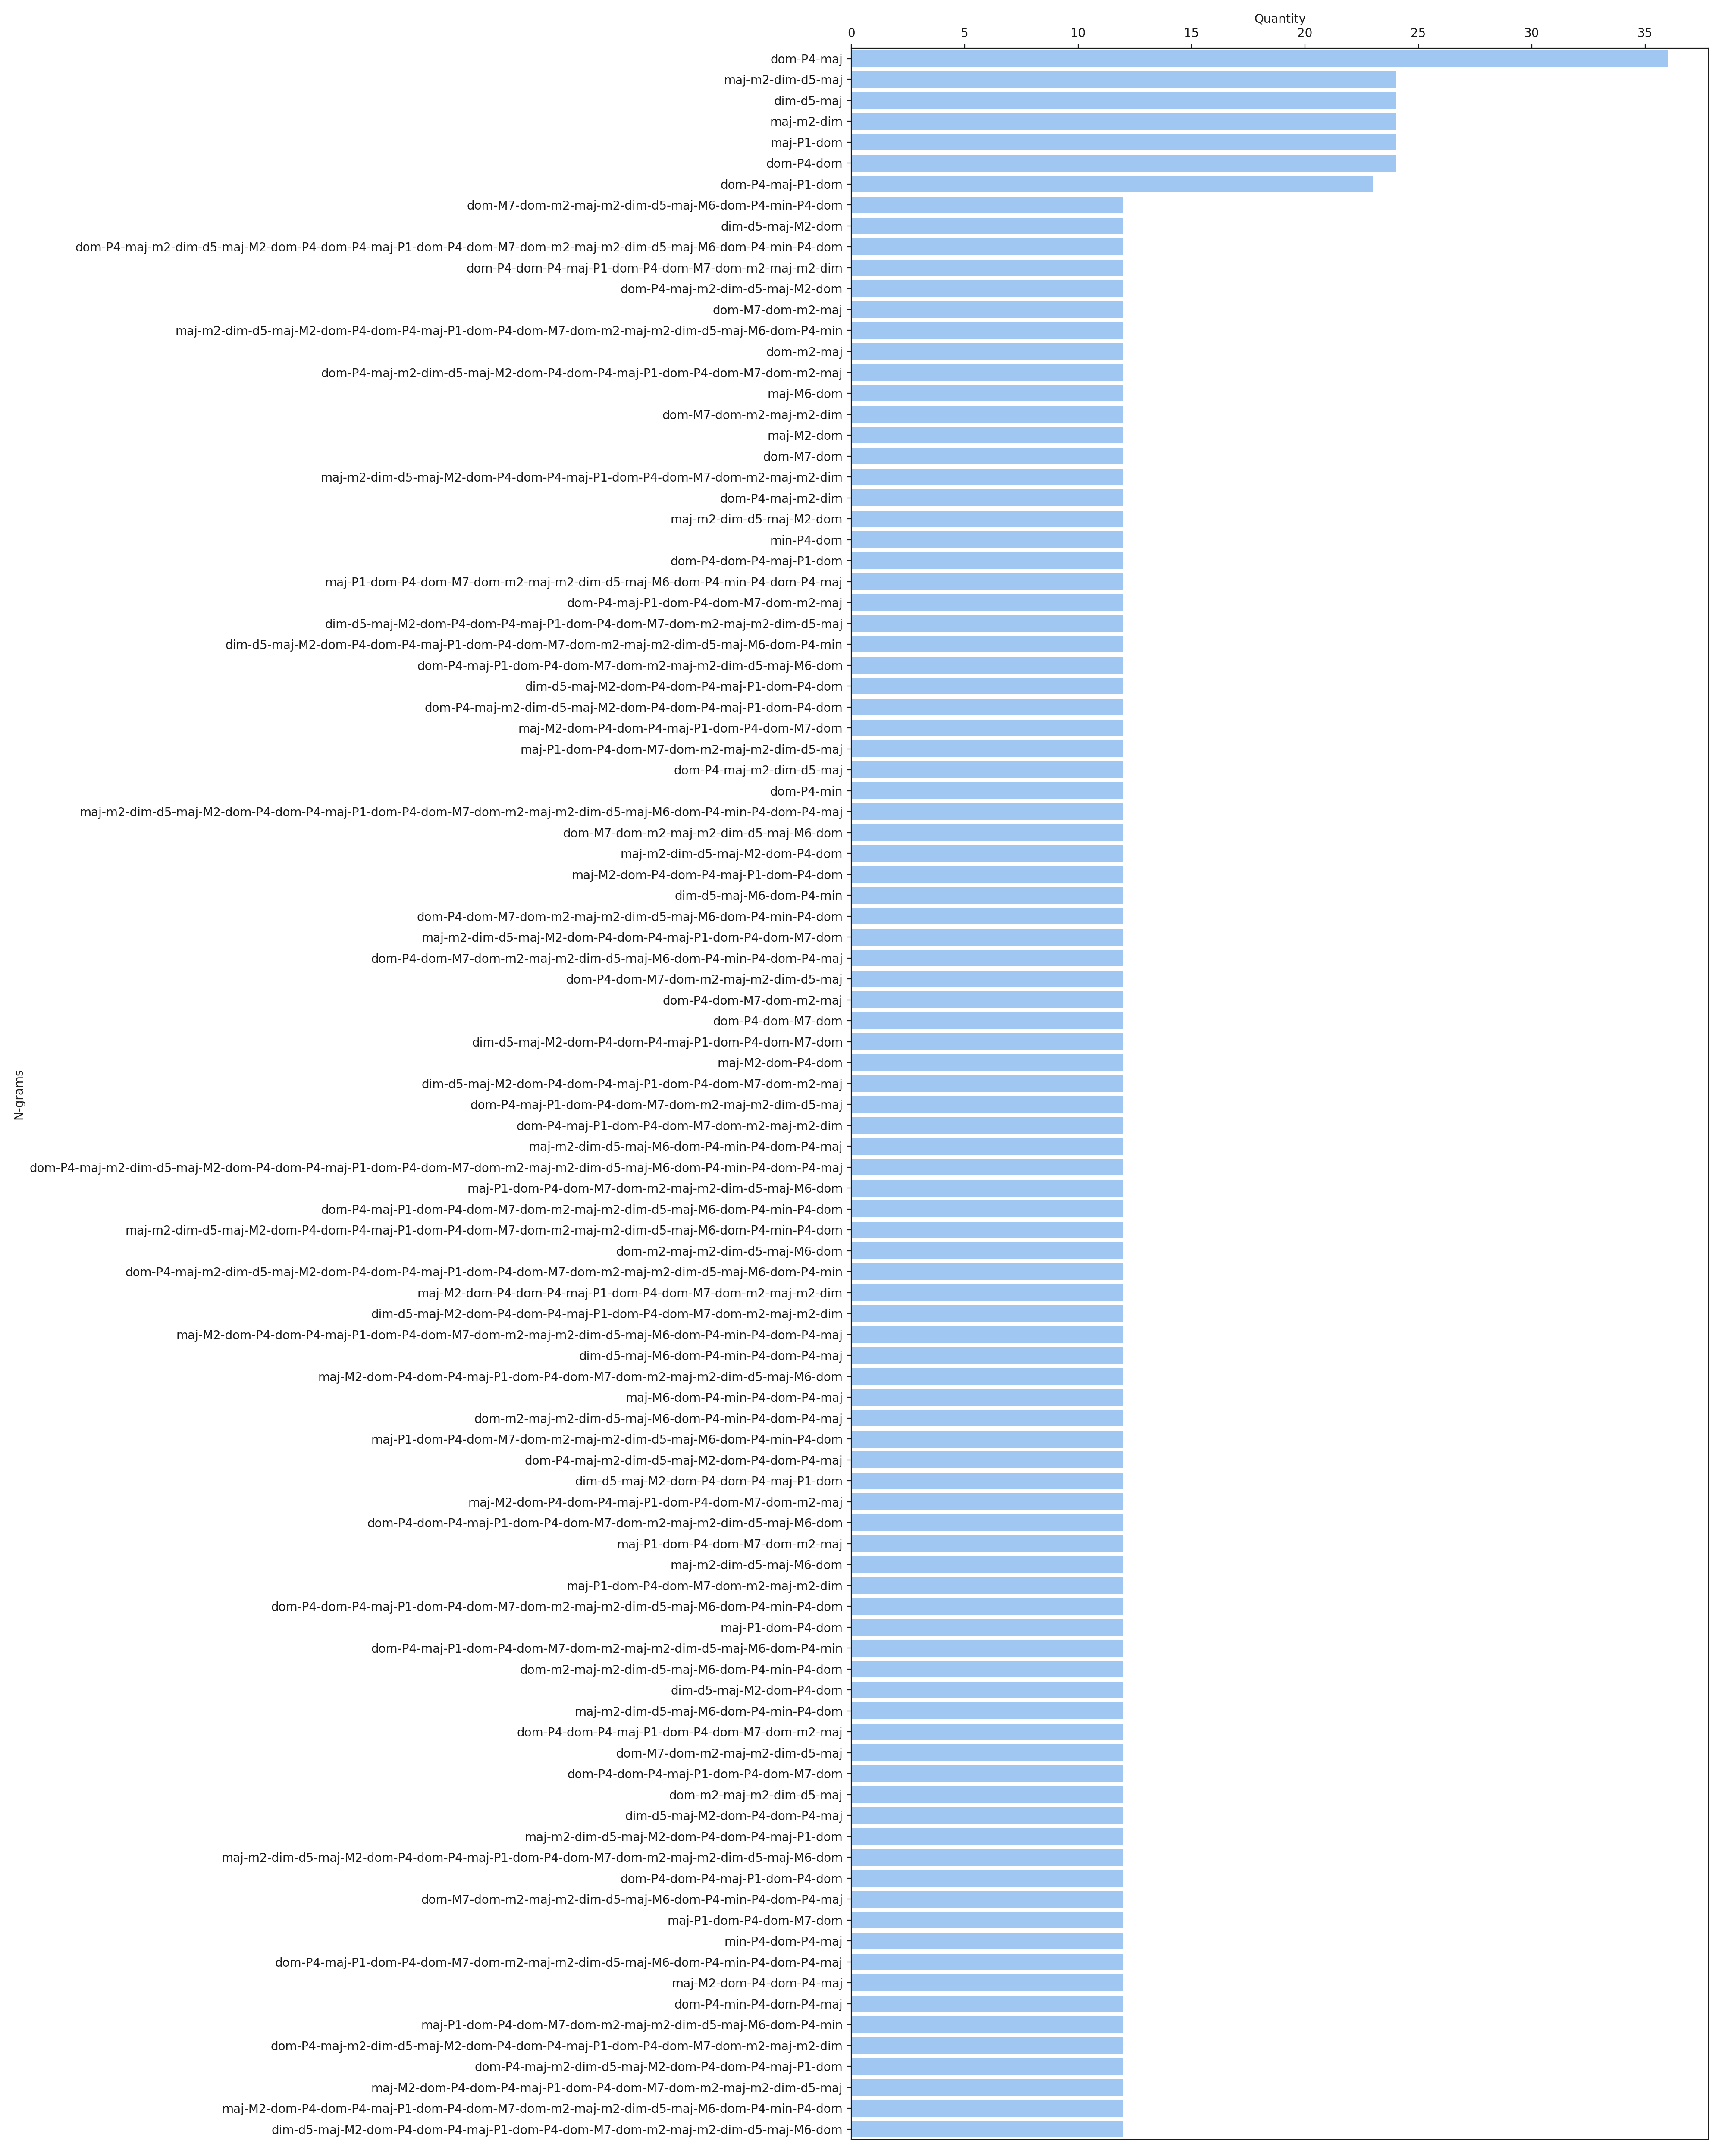 Quantity
0 5 10 15 20 25 30 35
dom-P4-maj
maj-m2-dim-d5-maj
dim-d5-maj
maj-m2-dim
maj-P1-dom
dom-P4-dom
dom-P4-maj-P1-dom
dom-M7-dom-m2-maj-m2-dim-d5-maj-M6-dom-P4-min-P4-dom
dim-d5-maj-M2-dom
dom-P4-maj-m2-dim-d5-maj-M2-dom-P4-dom-P4-maj-P1-dom-P4-dom-M7-dom-m2-maj-m2-dim-d5-maj-M6-dom-P4-min-P4-dom
dom-P4-dom-P4-maj-P1-dom-P4-dom-M7-dom-m2-maj-m2-dim
dom-P4-maj-m2-dim-d5-maj-M2-dom
dom-M7-dom-m2-maj
maj-m2-dim-d5-maj-M2-dom-P4-dom-P4-maj-P1-dom-P4-dom-M7-dom-m2-maj-m2-dim-d5-maj-M6-dom-P4-min
dom-m2-maj
dom-P4-maj-m2-dim-d5-maj-M2-dom-P4-dom-P4-maj-P1-dom-P4-dom-M7-dom-m2-maj
maj-M6-dom
dom-M7-dom-m2-maj-m2-dim
maj-M2-dom
dom-M7-dom
maj-m2-dim-d5-maj-M2-dom-P4-dom-P4-maj-P1-dom-P4-dom-M7-dom-m2-maj-m2-dim
dom-P4-maj-m2-dim
maj-m2-dim-d5-maj-M2-dom
min-P4-dom
dom-P4-dom-P4-maj-P1-dom
maj-P1-dom-P4-dom-M7-dom-m2-maj-m2-dim-d5-maj-M6-dom-P4-min-P4-dom-P4-maj
dom-P4-maj-P1-dom-P4-dom-M7-dom-m2-maj
dim-d5-maj-M2-dom-P4-dom-P4-maj-P1-dom-P4-dom-M7-dom-m2-maj-m2-dim-d5-maj
dim-d5-maj-M2-dom-P4-dom-P4-maj-P1-dom-P4-dom-M7-dom-m2-maj-m2-dim-d5-maj-M6-dom-P4-min
dom-P4-maj-P1-dom-P4-dom-M7-dom-m2-maj-m2-dim-d5-maj-M6-dom
dim-d5-maj-M2-dom-P4-dom-P4-maj-P1-dom-P4-dom
dom-P4-maj-m2-dim-d5-maj-M2-dom-P4-dom-P4-maj-P1-dom-P4-dom
maj-M2-dom-P4-dom-P4-maj-P1-dom-P4-dom-M7-dom
maj-P1-dom-P4-dom-M7-dom-m2-maj-m2-dim-d5-maj
dom-P4-maj-m2-dim-d5-maj
dom-P4-min
maj-m2-dim-d5-maj-M2-dom-P4-dom-P4-maj-P1-dom-P4-dom-M7-dom-m2-maj-m2-dim-d5-maj-M6-dom-P4-min-P4-dom-P4-maj
dom-M7-dom-m2-maj-m2-dim-d5-maj-M6-dom
maj-m2-dim-d5-maj-M2-dom-P4-dom
maj-M2-dom-P4-dom-P4-maj-P1-dom-P4-dom
dim-d5-maj-M6-dom-P4-min
dom-P4-dom-M7-dom-m2-maj-m2-dim-d5-maj-M6-dom-P4-min-P4-dom
maj-m2-dim-d5-maj-M2-dom-P4-dom-P4-maj-P1-dom-P4-dom-M7-dom
dom-P4-dom-M7-dom-m2-maj-m2-dim-d5-maj-M6-dom-P4-min-P4-dom-P4-maj
dom-P4-dom-M7-dom-m2-maj-m2-dim-d5-maj
dom-P4-dom-M7-dom-m2-maj
dom-P4-dom-M7-dom
dim-d5-maj-M2-dom-P4-dom-P4-maj-P1-dom-P4-dom-M7-dom
maj-M2-dom-P4-dom
dim-d5-maj-M2-dom-P4-dom-P4-maj-P1-dom-P4-dom-M7-dom-m2-maj
dom-P4-maj-P1-dom-P4-dom-M7-dom-m2-maj-m2-dim-d5-maj
dom-P4-maj-P1-dom-P4-dom-M7-dom-m2-maj-m2-dim
maj-m2-dim-d5-maj-M6-dom-P4-min-P4-dom-P4-maj
dom-P4-maj-m2-dim-d5-maj-M2-dom-P4-dom-P4-maj-P1-dom-P4-dom-M7-dom-m2-maj-m2-dim-d5-maj-M6-dom-P4-min-P4-dom-P4-maj
maj-P1-dom-P4-dom-M7-dom-m2-maj-m2-dim-d5-maj-M6-dom
dom-P4-maj-P1-dom-P4-dom-M7-dom-m2-maj-m2-dim-d5-maj-M6-dom-P4-min-P4-dom
maj-m2-dim-d5-maj-M2-dom-P4-dom-P4-maj-P1-dom-P4-dom-M7-dom-m2-maj-m2-dim-d5-maj-M6-dom-P4-min-P4-dom
dom-m2-maj-m2-dim-d5-maj-M6-dom
dom-P4-maj-m2-dim-d5-maj-M2-dom-P4-dom-P4-maj-P1-dom-P4-dom-M7-dom-m2-maj-m2-dim-d5-maj-M6-dom-P4-min
maj-M2-dom-P4-dom-P4-maj-P1-dom-P4-dom-M7-dom-m2-maj-m2-dim
dim-d5-maj-M2-dom-P4-dom-P4-maj-P1-dom-P4-dom-M7-dom-m2-maj-m2-dim
maj-M2-dom-P4-dom-P4-maj-P1-dom-P4-dom-M7-dom-m2-maj-m2-dim-d5-maj-M6-dom-P4-min-P4-dom-P4-maj
dim-d5-maj-M6-dom-P4-min-P4-dom-P4-maj
maj-M2-dom-P4-dom-P4-maj-P1-dom-P4-dom-M7-dom-m2-maj-m2-dim-d5-maj-M6-dom
maj-M6-dom-P4-min-P4-dom-P4-maj
dom-m2-maj-m2-dim-d5-maj-M6-dom-P4-min-P4-dom-P4-maj
maj-P1-dom-P4-dom-M7-dom-m2-maj-m2-dim-d5-maj-M6-dom-P4-min-P4-dom
dom-P4-maj-m2-dim-d5-maj-M2-dom-P4-dom-P4-maj
dim-d5-maj-M2-dom-P4-dom-P4-maj-P1-dom
maj-M2-dom-P4-dom-P4-maj-P1-dom-P4-dom-M7-dom-m2-maj
dom-P4-dom-P4-maj-P1-dom-P4-dom-M7-dom-m2-maj-m2-dim-d5-maj-M6-dom
maj-P1-dom-P4-dom-M7-dom-m2-maj
maj-m2-dim-d5-maj-M6-dom
maj-P1-dom-P4-dom-M7-dom-m2-maj-m2-dim
dom-P4-dom-P4-maj-P1-dom-P4-dom-M7-dom-m2-maj-m2-dim-d5-maj-M6-dom-P4-min-P4-dom
maj-P1-dom-P4-dom
dom-P4-maj-P1-dom-P4-dom-M7-dom-m2-maj-m2-dim-d5-maj-M6-dom-P4-min
dom-m2-maj-m2-dim-d5-maj-M6-dom-P4-min-P4-dom
dim-d5-maj-M2-dom-P4-dom
maj-m2-dim-d5-maj-M6-dom-P4-min-P4-dom
dom-P4-dom-P4-maj-P1-dom-P4-dom-M7-dom-m2-maj
dom-M7-dom-m2-maj-m2-dim-d5-maj
dom-P4-dom-P4-maj-P1-dom-P4-dom-M7-dom
dom-m2-maj-m2-dim-d5-maj
dim-d5-maj-M2-dom-P4-dom-P4-maj
maj-m2-dim-d5-maj-M2-dom-P4-dom-P4-maj-P1-dom
maj-m2-dim-d5-maj-M2-dom-P4-dom-P4-maj-P1-dom-P4-dom-M7-dom-m2-maj-m2-dim-d5-maj-M6-dom
dom-P4-dom-P4-maj-P1-dom-P4-dom
dom-M7-dom-m2-maj-m2-dim-d5-maj-M6-dom-P4-min-P4-dom-P4-maj
maj-P1-dom-P4-dom-M7-dom
min-P4-dom-P4-maj
dom-P4-maj-P1-dom-P4-dom-M7-dom-m2-maj-m2-dim-d5-maj-M6-dom-P4-min-P4-dom-P4-maj
maj-M2-dom-P4-dom-P4-maj
dom-P4-min-P4-dom-P4-maj
maj-P1-dom-P4-dom-M7-dom-m2-maj-m2-dim-d5-maj-M6-dom-P4-min
dom-P4-maj-m2-dim-d5-maj-M2-dom-P4-dom-P4-maj-P1-dom-P4-dom-M7-dom-m2-maj-m2-dim
dom-P4-maj-m2-dim-d5-maj-M2-dom-P4-dom-P4-maj-P1-dom
maj-M2-dom-P4-dom-P4-maj-P1-dom-P4-dom-M7-dom-m2-maj-m2-dim-d5-maj
maj-M2-dom-P4-dom-P4-maj-P1-dom-P4-dom-M7-dom-m2-maj-m2-dim-d5-maj-M6-dom-P4-min-P4-dom
dim-d5-maj-M2-dom-P4-dom-P4-maj-P1-dom-P4-dom-M7-dom-m2-maj-m2-dim-d5-maj-M6-dom
N-grams